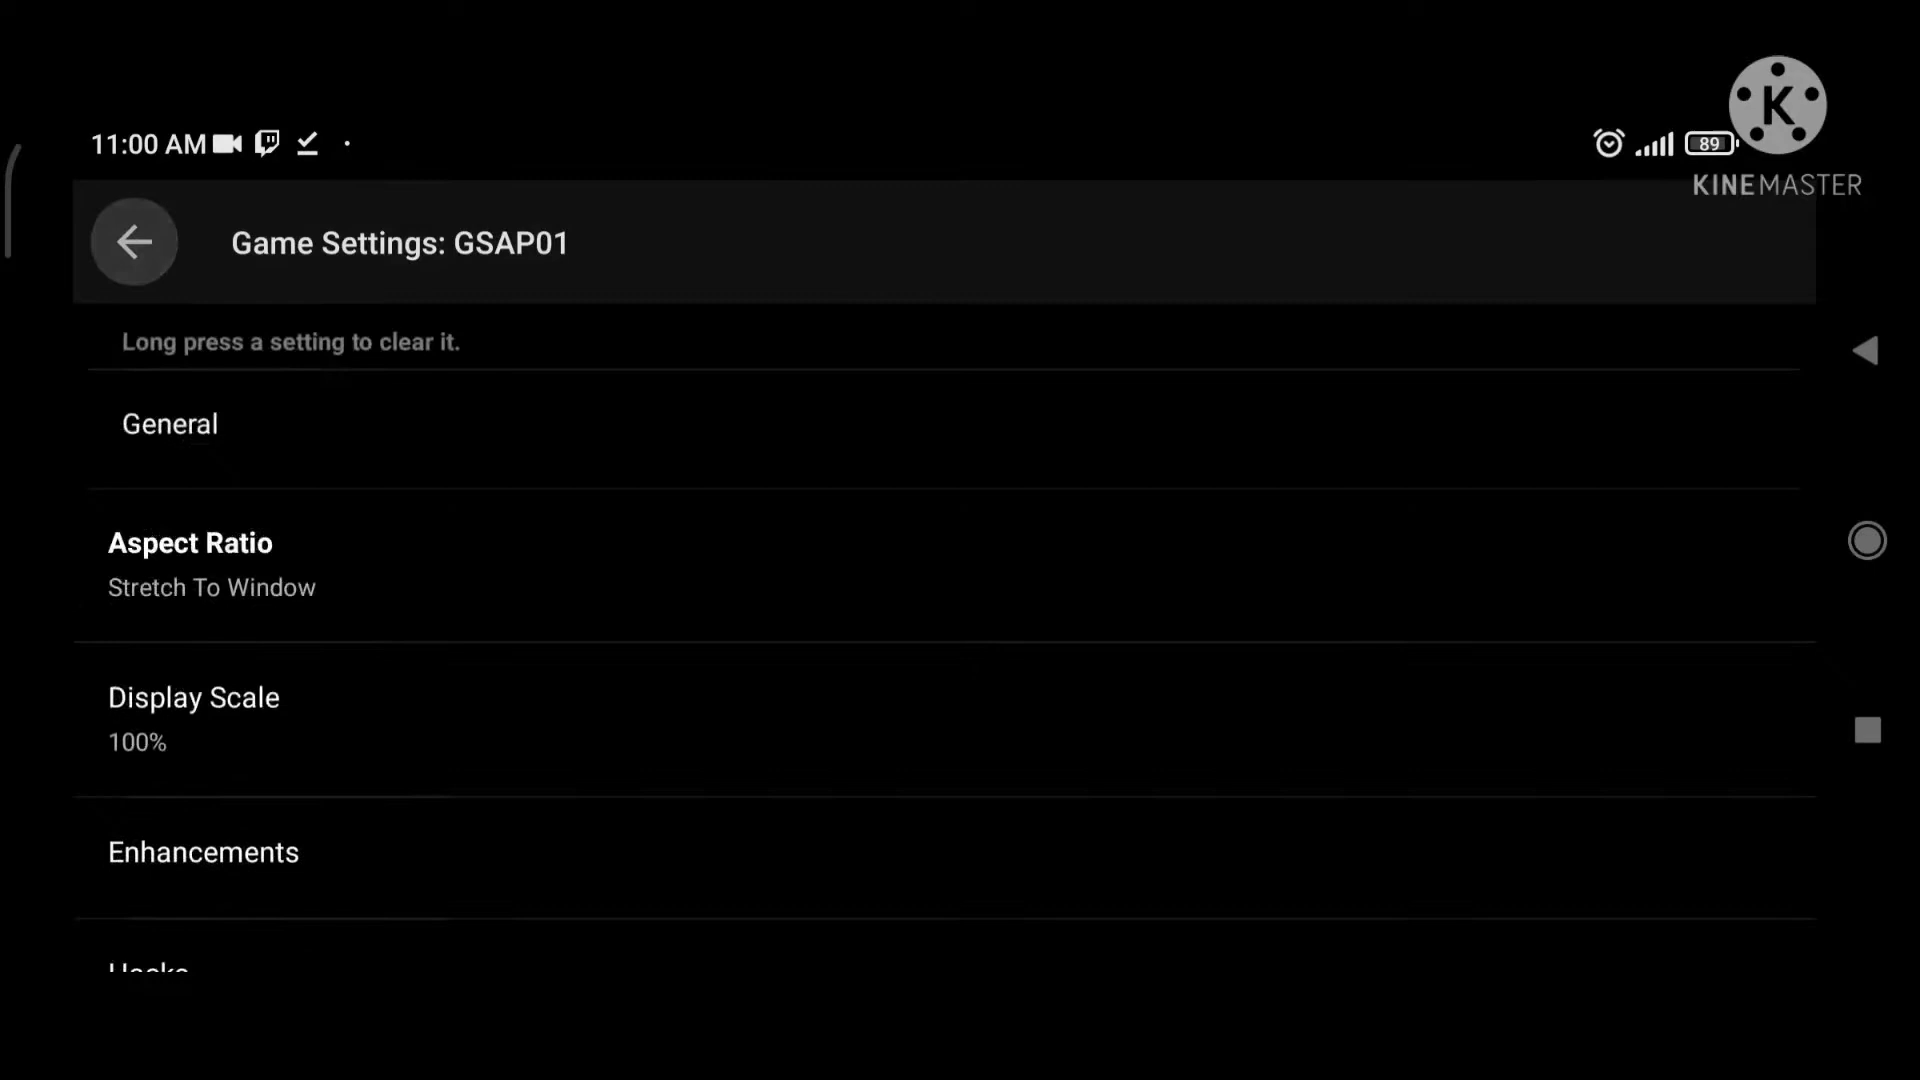 11:00 AM
89
K
KINEMASTER
Game Settings: GSAP01
Long press a setting to clear it.
General
Aspect Ratio
Stretch To Window
Display Scale
100%
Enhancements